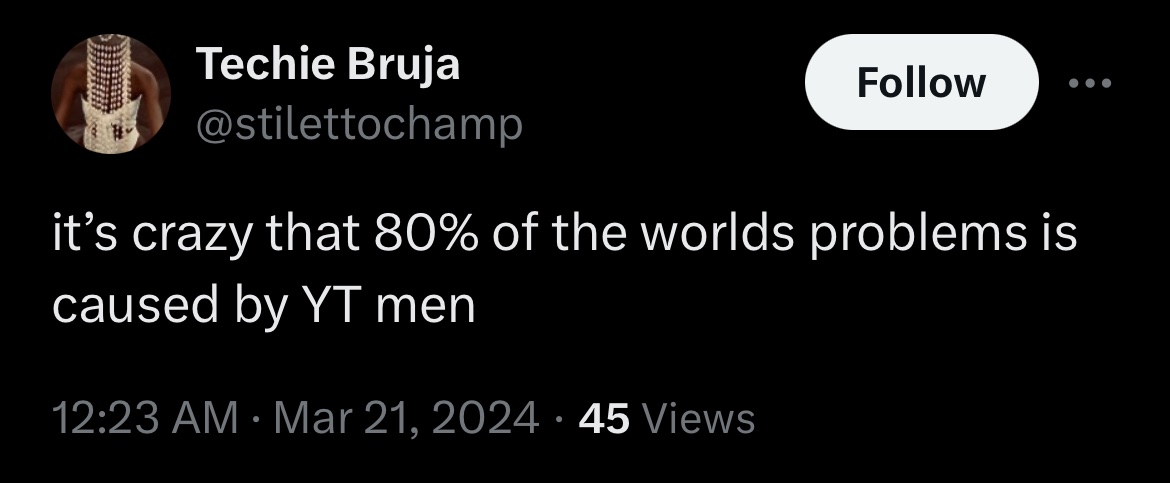 Techie Bruja
@stilettochamp
Follow
it’s crazy that 80% of the worlds problems is
caused by YT men
12:23 AM · Mar 21, 2024 · 45 Views